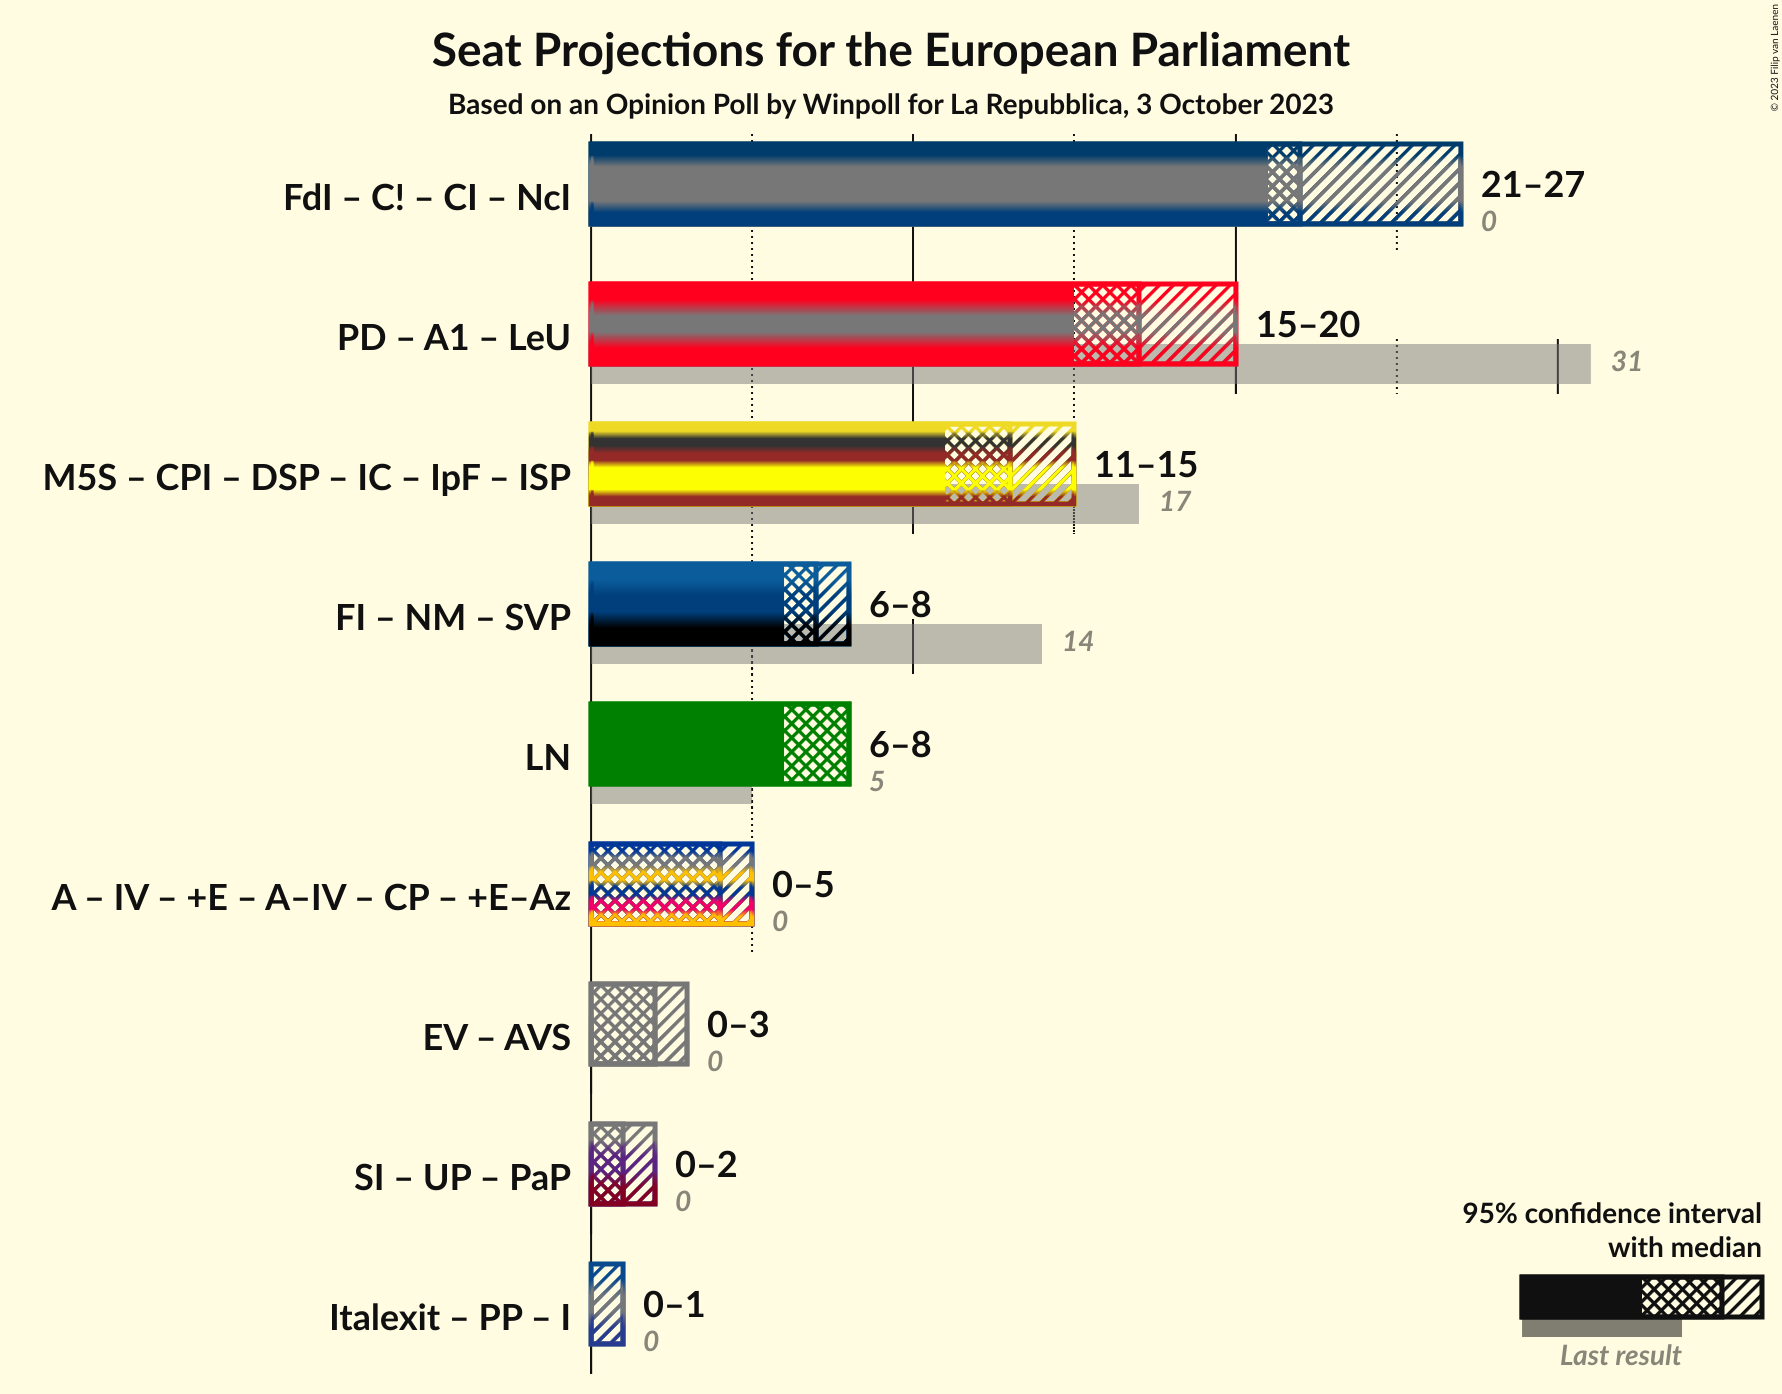 Seat Projections for the European Parliament
Based on an Opinion Poll by Winpoll for La Repubblica, 3 October 2023
© 2023 Filip van Laenen
FdI – C! – CI – NcI
21–27
0
PD – A1 – LeU
15–20
31
M5S – CPI – DSP – IC – IpF – ISP
11–15
17
FI – NM – SVP
6–8
14
LN
6–8
5
A – IV – +E – A–IV – CP – +E–Az
0–5
0
EV – AVS
0–3
0
SI – UP – PaP
0–2
0
Italexit – PP – I
0–1
0
95% confidence interval
with median
Last result